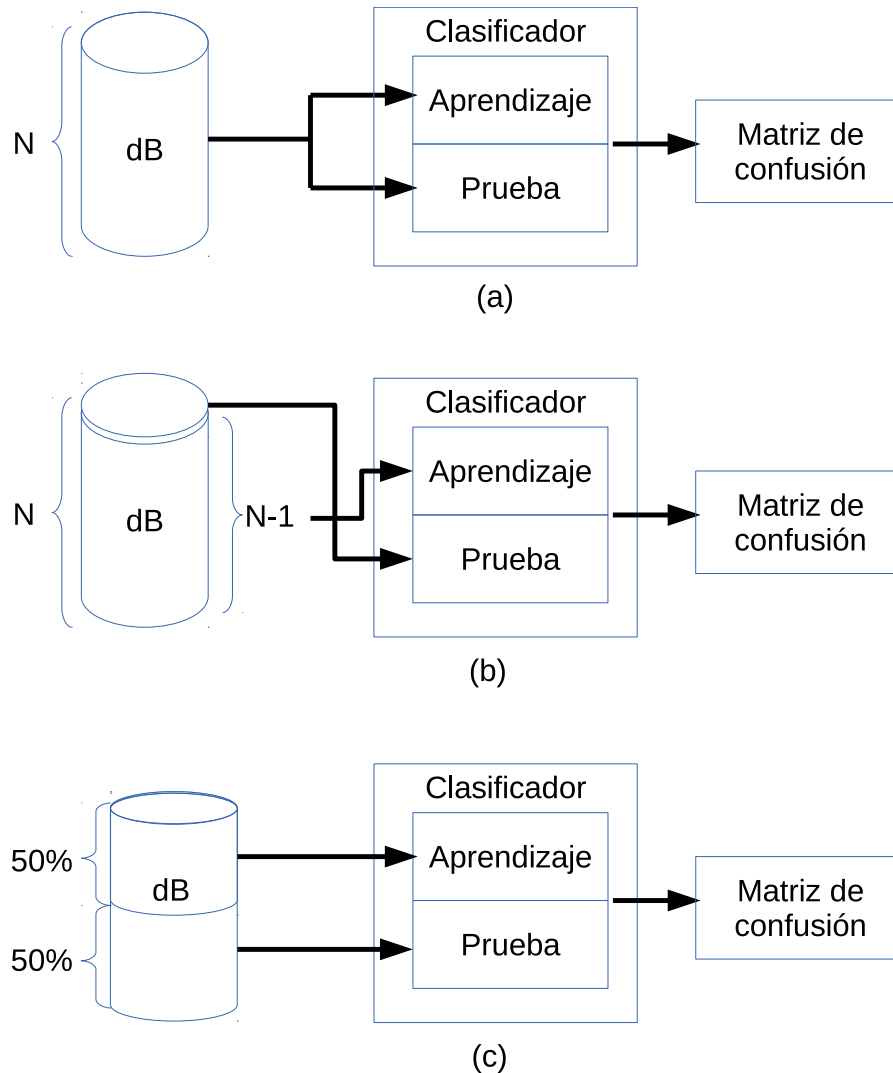 Clasificador
Aprendizaje
N
dB
Prueba
Matriz de
confusión
(a)
Clasificador
Aprendizaje
N
dB
N-1
Prueba
Matriz de
confusión
(b)
Clasificador
50%
Aprendizaje
dB
Matriz de
confusión
50%
Prueba
(c)